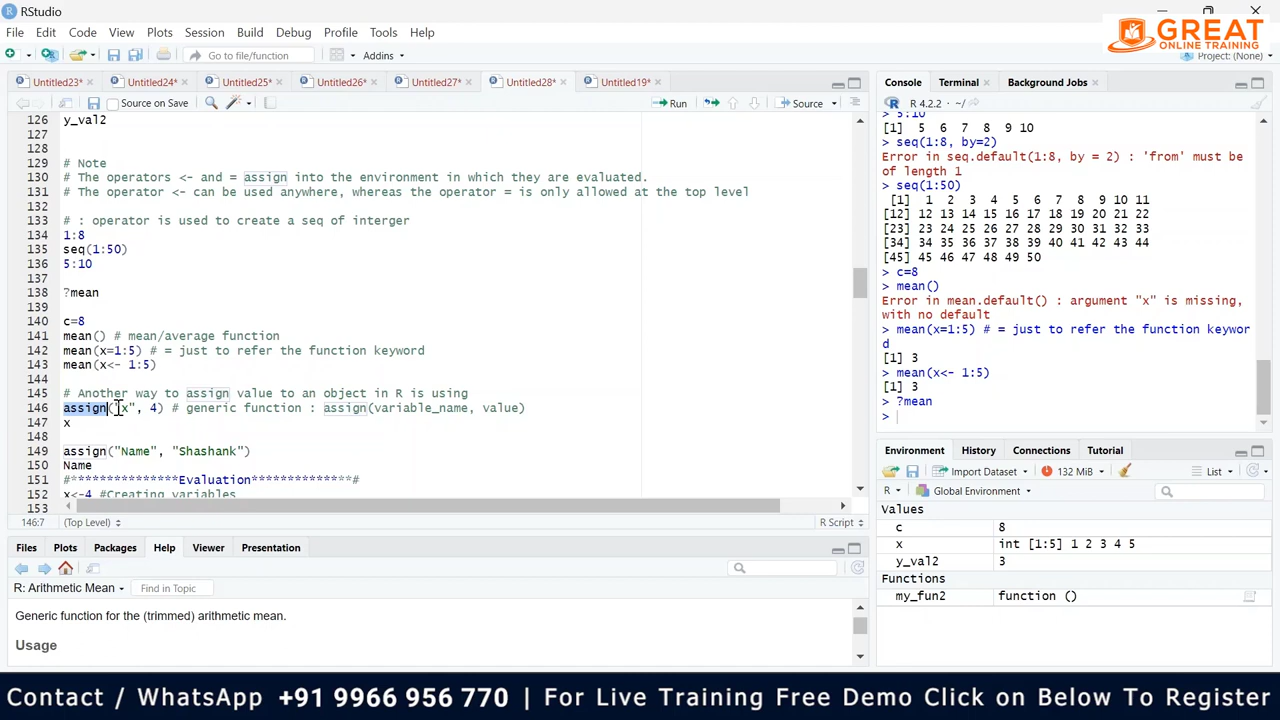 RStudio
File Edit Code View Plots Session Build Debug Profile Tools Help
GREAT
ONLINE TRAINING
Go to file/function
Addins
Project: (None)
Untitled23*
Untitled24*
Untitled25*
Untitled26*
Untitled27*
Untitled28*
Untitled19*
Source on Save
Run
Source
126 y_val2
127
128
129 # Note
130 # The operators <- and = assign into the environment in which they are evaluated.
131 # The operator <- can be used anywhere, whereas the operator = is only allowed at the top level
132
133 # : operator is used to create a seq of interger
134 1:8
135 seq(1:50)
136 5:10
137
138 ?mean
139
140 c=8
141 mean() # mean/average function
142 mean(x=1:5) # = just to refer the function keyword
143 mean(x<- 1:5)
144
145 # Another way to assign value to an object in R is using
146 assign("x", 4) # generic function : assign(variable_name, value)
147 x
148
149 assign("Name", "Shashank")
150 Name
151 #**************Evaluation**************#
152 x<-4 #Creating variables
153
146:7 (Top Level) R Script
Files Plots Packages Help Viewer Presentation
R: Arithmetic Mean Find in Topic
Generic function for the (trimmed) arithmetic mean.
Usage
Console Terminal Background Jobs
R 4.2.2 · ~/
> 5:10
[1] 5 6 7 8 9 10
> seq(1:8, by=2)
Error in seq.default(1:8, by = 2) : 'from' must be
of length 1
> seq(1:50)
[1] 1 2 3 4 5 6 7 8 9 10 11
[12] 12 13 14 15 16 17 18 19 20 21 22
[23] 23 24 25 26 27 28 29 30 31 32 33
[34] 34 35 36 37 38 39 40 41 42 43 44
[45] 45 46 47 48 49 50
> c=8
> mean()
Error in mean.default() : argument "x" is missing,
with no default
> mean(x=1:5) # = just to refer the function keywor
d
[1] 3
> mean(x<- 1:5)
[1] 3
> ?mean
>
Environment History Connections Tutorial
Import Dataset 132 MiB List
R Global Environment
Values
c 8
x int [1:5] 1 2 3 4 5
y_val2 3
Functions
my_fun2 function ()
Contact / WhatsApp +91 9966 956 770 | For Live Training Free Demo Click on Below To Register